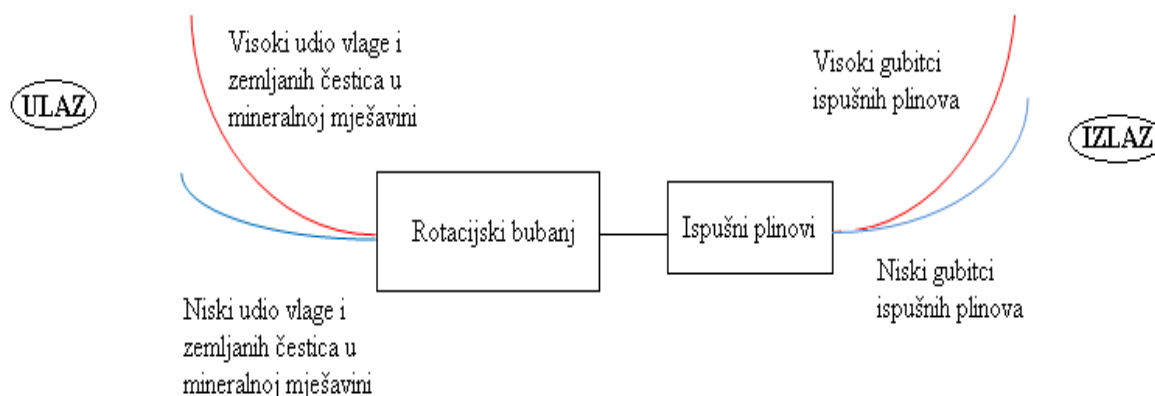 ULAZ
Visoki udio vlage i
zemljanih čestica u
mineralnoj mješavini
Niski udio vlage i
zemljanih čestica u
mineralnoj mješavini
Rotacijski bubanj
Ispušni plinovi
Visoki gubitci
ispušnih plinova
Niski gubitci
ispušnih plinova
IZLAZ